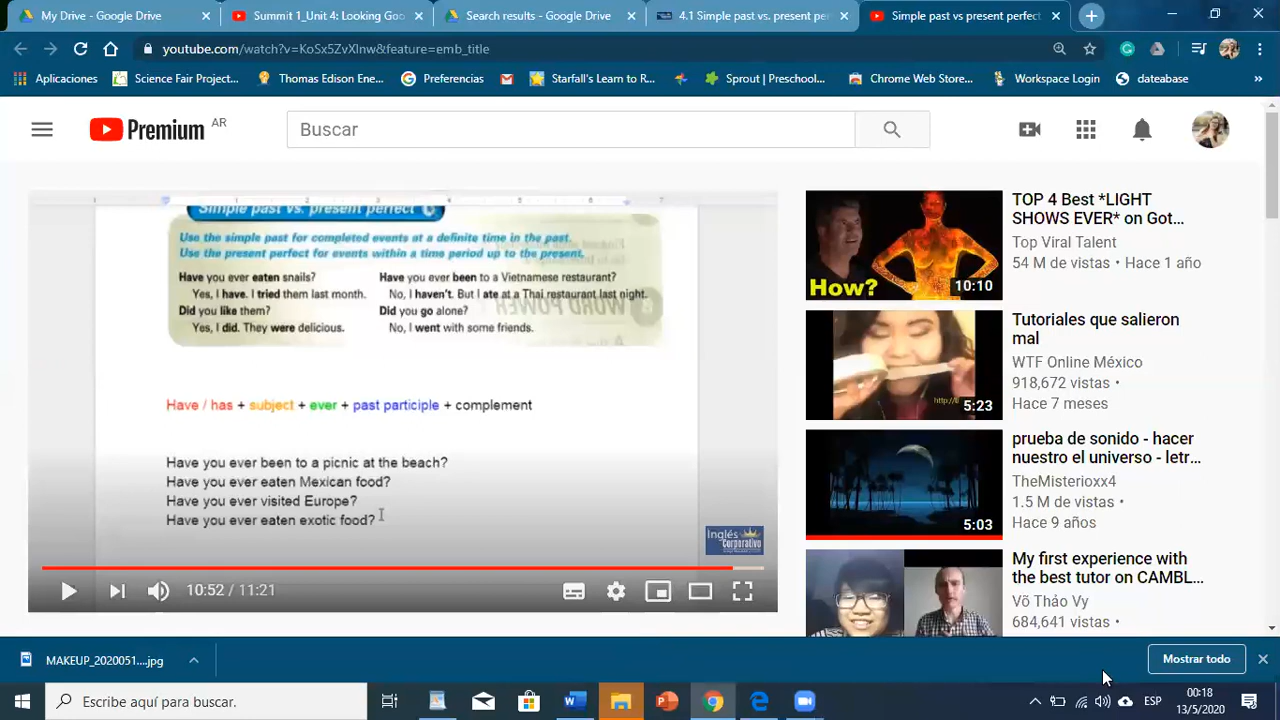 My Drive - Google Drive
Summit 1_Unit 4: Looking Go
Search results - Google Drive
4.1 Simple past vs. present pe
Simple past vs present perfect
youtube.com/watch?v=KoSx5ZvXlnw&feature=emb_title
Aplicaciones
Science Fair Project...
Thomas Edison Ene...
Preferencias
Starfall's Learn to R...
Sprout | Preschool...
Chrome Web Store...
Workspace Login
dateabase
»
Premium AR
Buscar
Simple past vs. present perfect
Use the simple past for completed events at a definite time in the past.
Use the present perfect for events within a time period up to the present.
Have you ever eaten snails?
Yes, I have. I tried them last month.
Did you like them?
Yes, I did. They were delicious.
Have you ever been to a Vietnamese restaurant?
No, I haven't. But I ate at a Thai restaurant last night.
Did you go alone?
No, I went with some friends.
WORD POWER
Have / has + subject + ever + past participle + complement
Have you ever been to a picnic at the beach?
Have you ever eaten Mexican food?
Have you ever visited Europe?
Have you ever eaten exotic food?
Inglés
Corporativo
10:52 / 11:21
How?
10:10
TOP 4 Best *LIGHT
SHOWS EVER* on Got...
Top Viral Talent
54 M de vistas • Hace 1 año
5:23
Tutoriales que salieron
mal
WTF Online México
918,672 vistas •
Hace 7 meses
5:03
prueba de sonido - hacer
nuestro el universo - letr...
TheMisterioxx4
1.5 M de vistas •
Hace 9 años
My first experience with
the best tutor on CAMBL...
Võ Thảo Vy
684,641 vistas •
MAKEUP_2020051....jpg
Mostrar todo
Escribe aquí para buscar.
ESP
00:18
13/5/2020